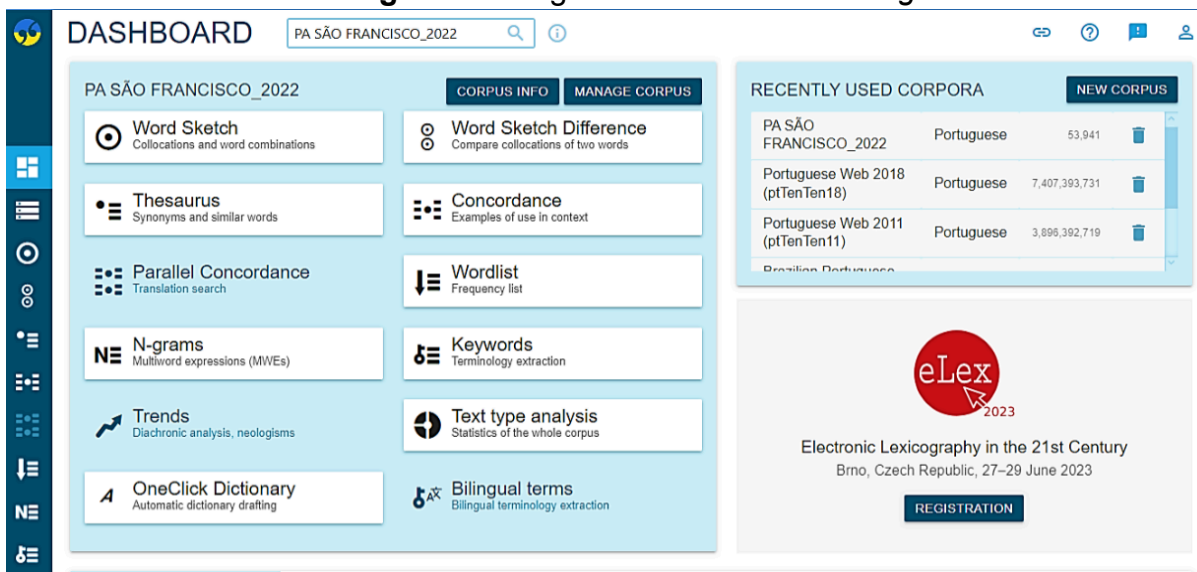 DASHBOARD
PA SÃO FRANCISCO_2022
PA SÃO FRANCISCO_2022
CORPUS INFO
MANAGE CORPUS
Word Sketch
Collocations and word combinations
Word Sketch Difference
Compare collocations of two words
Thesaurus
Synonyms and similar words
Concordance
Examples of use in context
Parallel Concordance
Translation search
Wordlist
Frequency list
N-grams
Multiword expressions (MWEs)
Keywords
Terminology extraction
Trends
Diachronic analysis, neologisms
Text type analysis
Statistics of the whole corpus
OneClick Dictionary
Automatic dictionary drafting
Bilingual terms
Bilingual terminology extraction
RECENTLY USED CORPORA
NEW CORPUS
PA SÃO
FRANCISCO_2022 Portuguese 53,941
Portuguese Web 2018
(ptTenTen18) Portuguese 7,407,393,731
Portuguese Web 2011
(ptTenTen11) Portuguese 3,896,392,719
eLex
2023
Electronic Lexicography in the 21st Century
Brno, Czech Republic, 27–29 June 2023
REGISTRATION